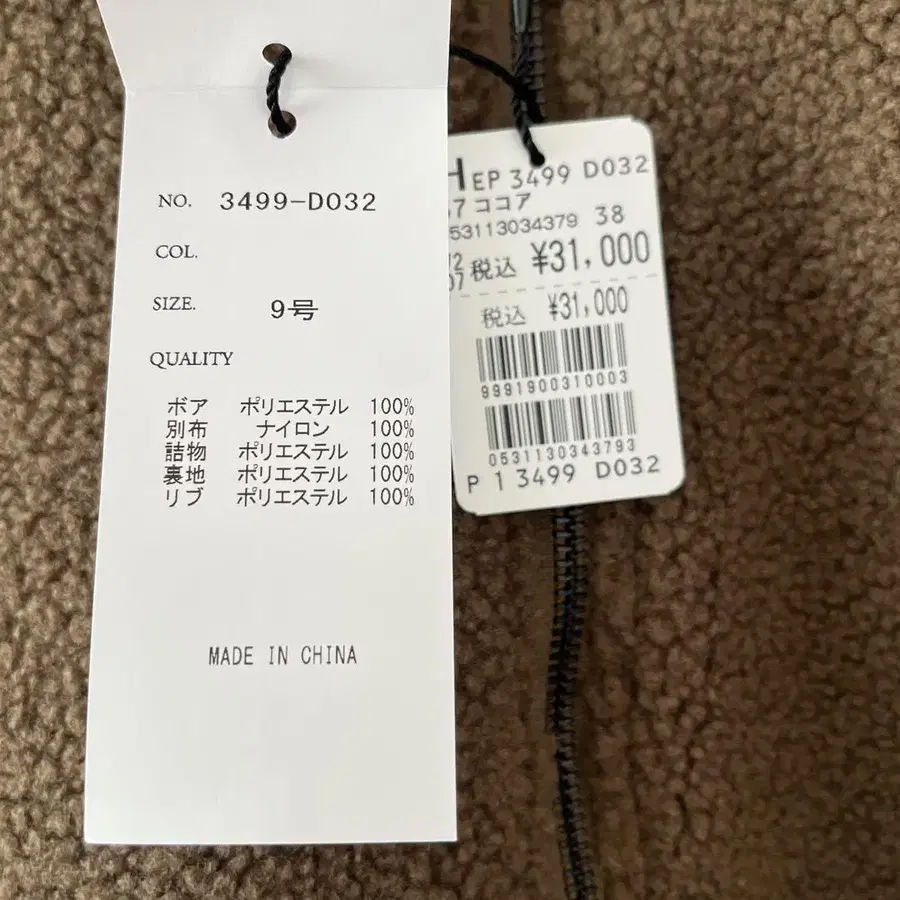 NO. 3499-D032
COL.
SIZE. 9号
QUALITY
ボア ポリエステル 100%
別布 ナイロン 100%
詰物 ポリエステル 100%
裏地 ポリエステル 100%
リブ ポリエステル 100%
MADE IN CHINA
EP 3499 D032
7 ココア
53113034379 38
税込 ¥31,000
税込 ¥31,000
9991900310003
0531130343793
P 1 3499 D032